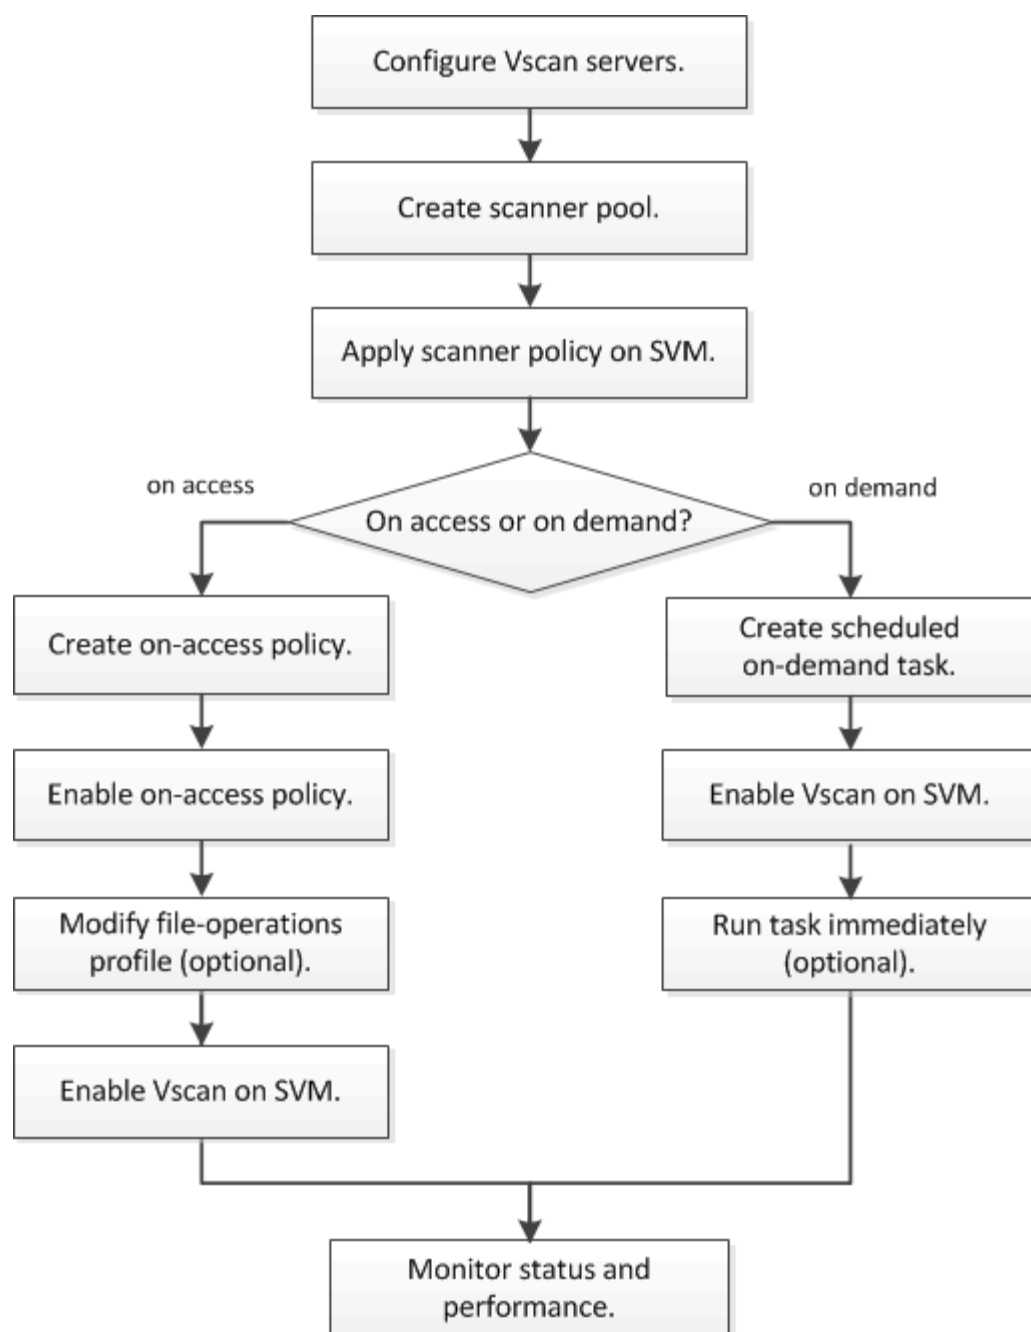 Configure Vscan servers.
Create scanner pool.
Apply scanner policy on SVM.
on access
on demand
On access or on demand?
Create on-access policy.
Create scheduled
on-demand task.
Enable on-access policy.
Enable Vscan on SVM.
Modify file-operations
profile (optional).
Run task immediately
(optional).
Enable Vscan on SVM.
Monitor status and
performance.